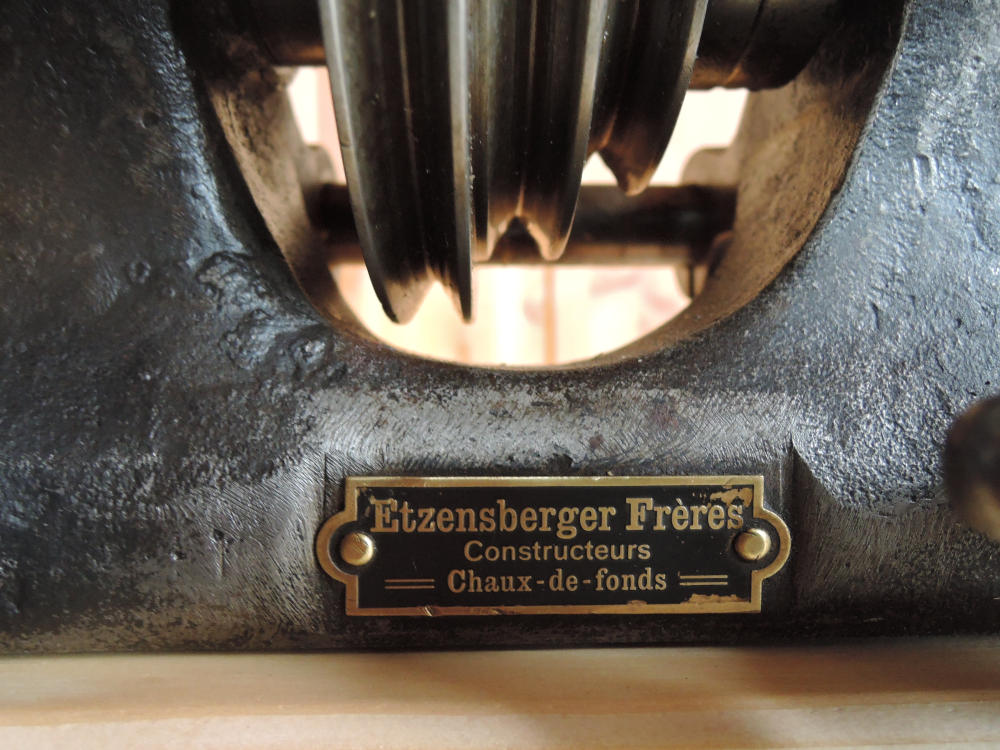 Etzensberger Frères
Constructeurs
Chaux-de-fonds